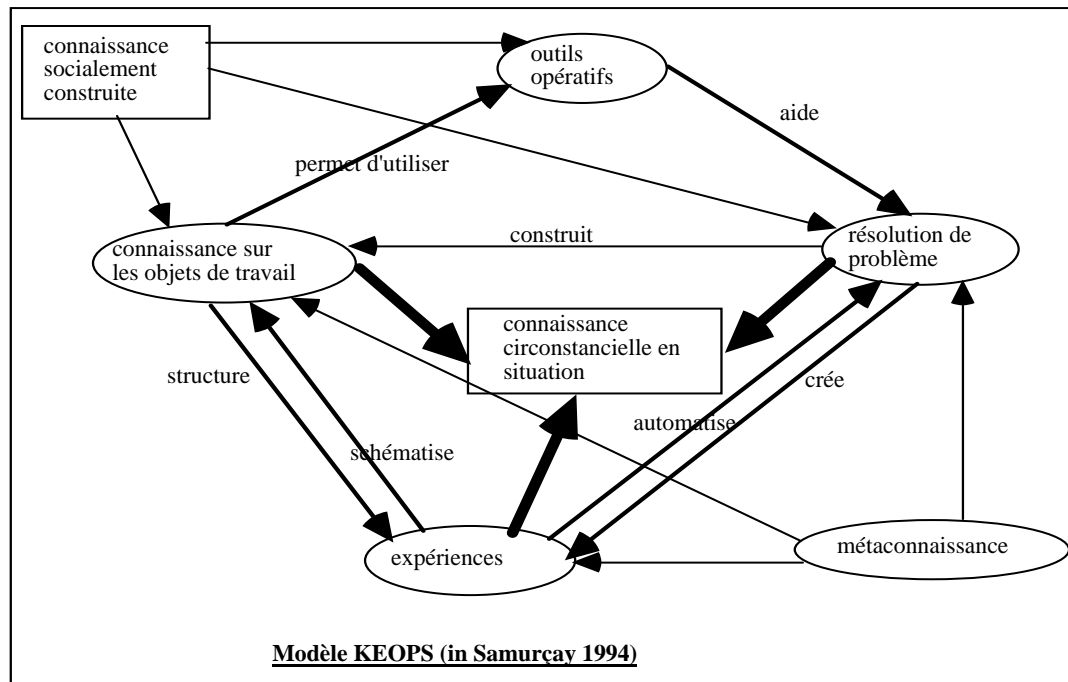 connaissance
socialement
construite
outils
opératifs
aide
permet d'utiliser
connaissance sur
les objets de travail
construit
résolution de
problème
connaissance
circonstancielle en
situation
structure
crée
automatise
schématise
expériences
métaconnaissance
Modèle KEOPS (in Samurçay 1994)